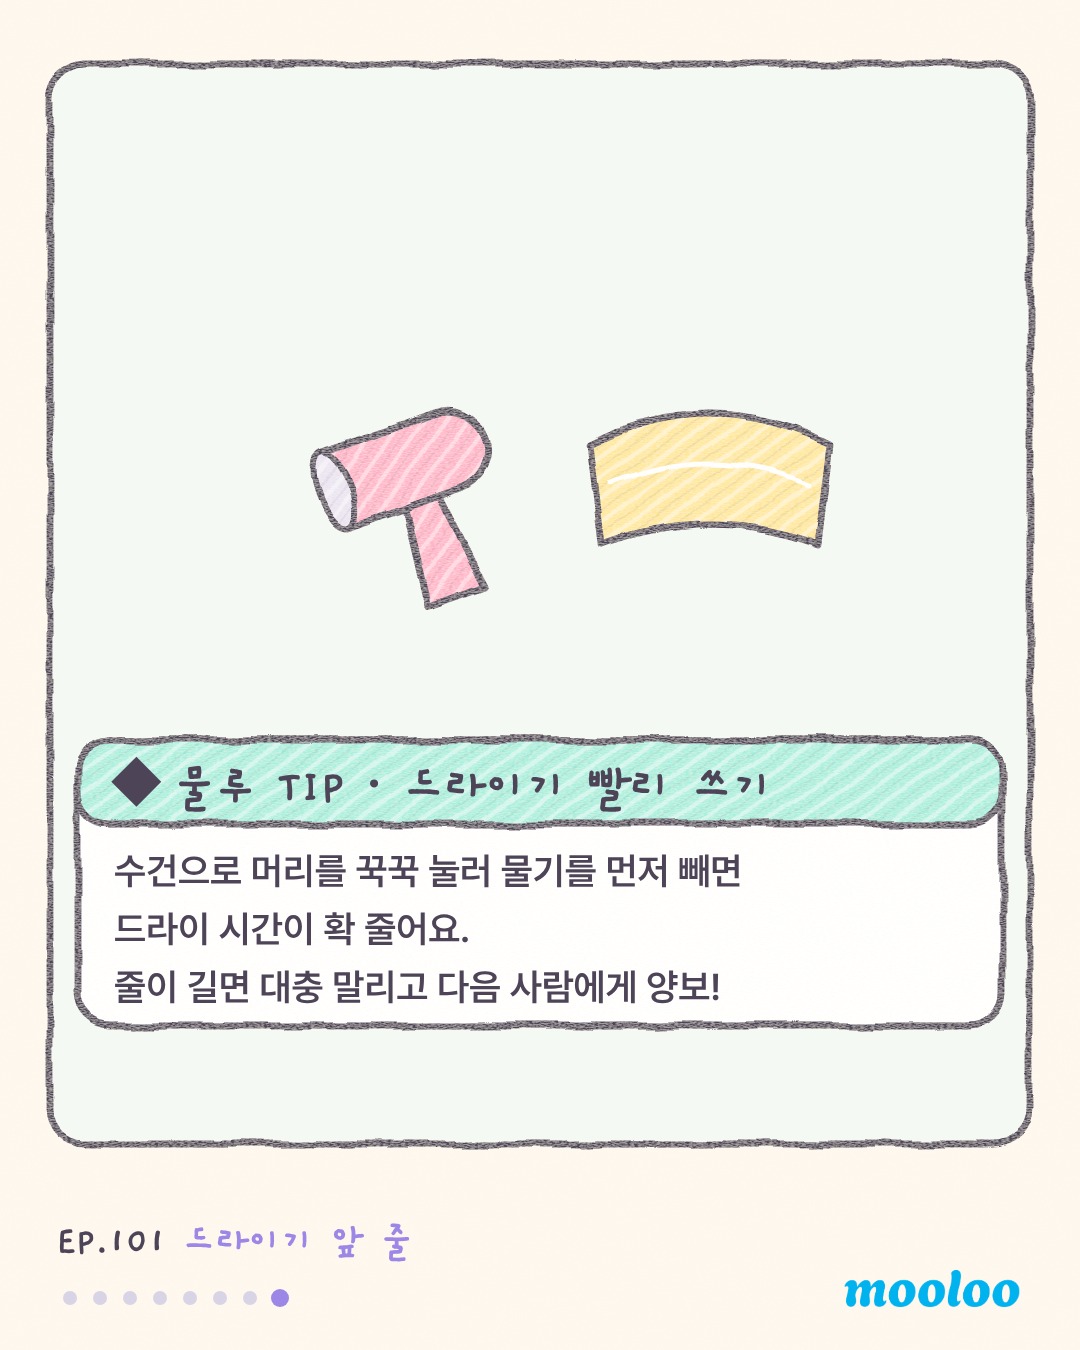 물루 TIP · 드라이기 빨리 쓰기
수건으로 머리를 꾹꾹 눌러 물기를 먼저 빼면
드라이 시간이 확 줄어요.
줄이 길면 대충 말리고 다음 사람에게 양보!
EP.101 드라이기 앞 줄
mooloo